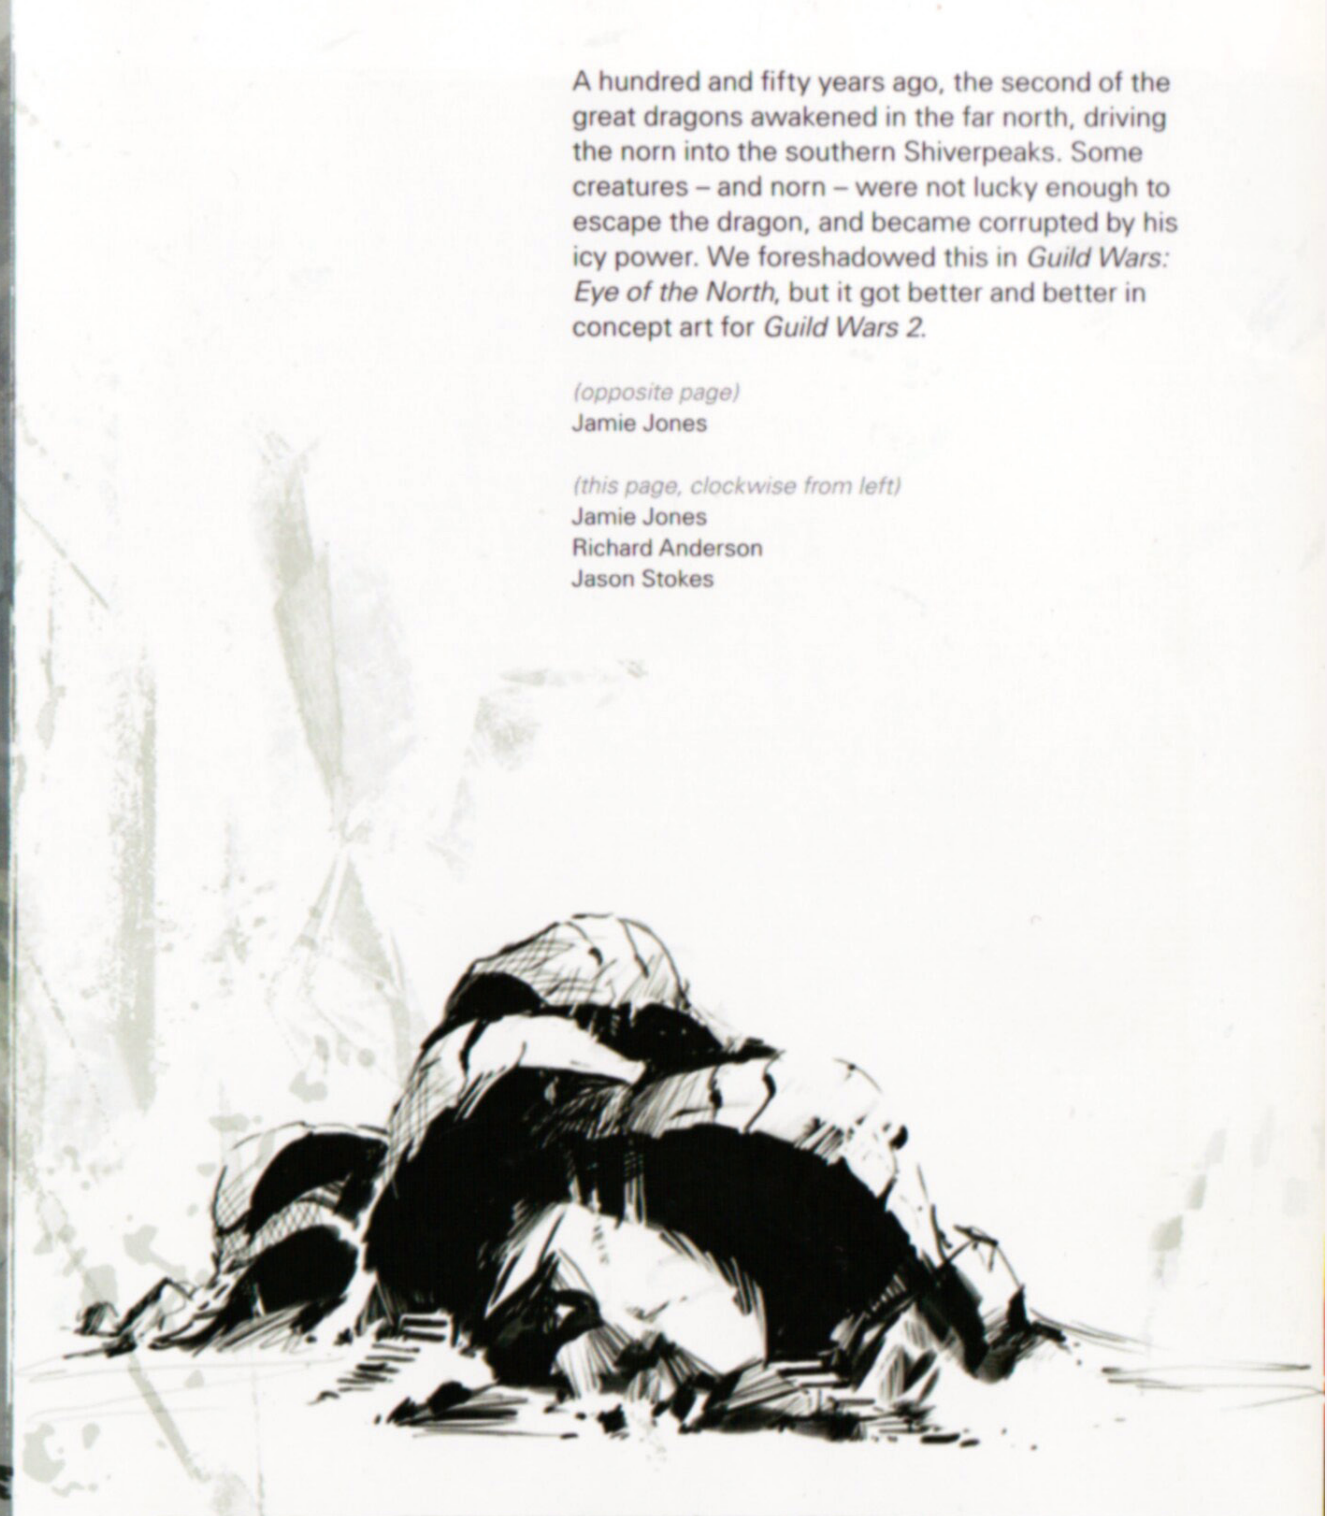 A hundred and fifty years ago, the second of the
great dragons awakened in the far north, driving
the norn into the southern Shiverpeaks. Some
creatures – and norn – were not lucky enough to
escape the dragon, and became corrupted by his
icy power. We foreshadowed this in Guild Wars:
Eye of the North, but it got better and better in
concept art for Guild Wars 2.
(opposite page)
Jamie Jones
(this page, clockwise from left)
Jamie Jones
Richard Anderson
Jason Stokes